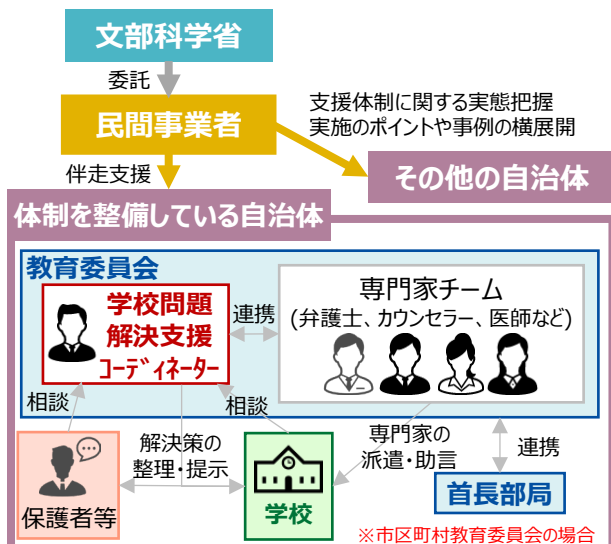 文部科学省
委託
民間事業者
支援体制に関する実態把握
実施のポイントや事例の横展開
伴走支援
その他の自治体
体制を整備している自治体
教育委員会
学校問題
解決支援
ｺｰﾃﾞｨﾈｰﾀｰ
連携
専門家チーム
(弁護士、カウンセラー、医師など)
相談
相談
解決策の
整理・提示
専門家の
派遣・助言
連携
保護者等
学校
首長部局
※市区町村教育委員会の場合